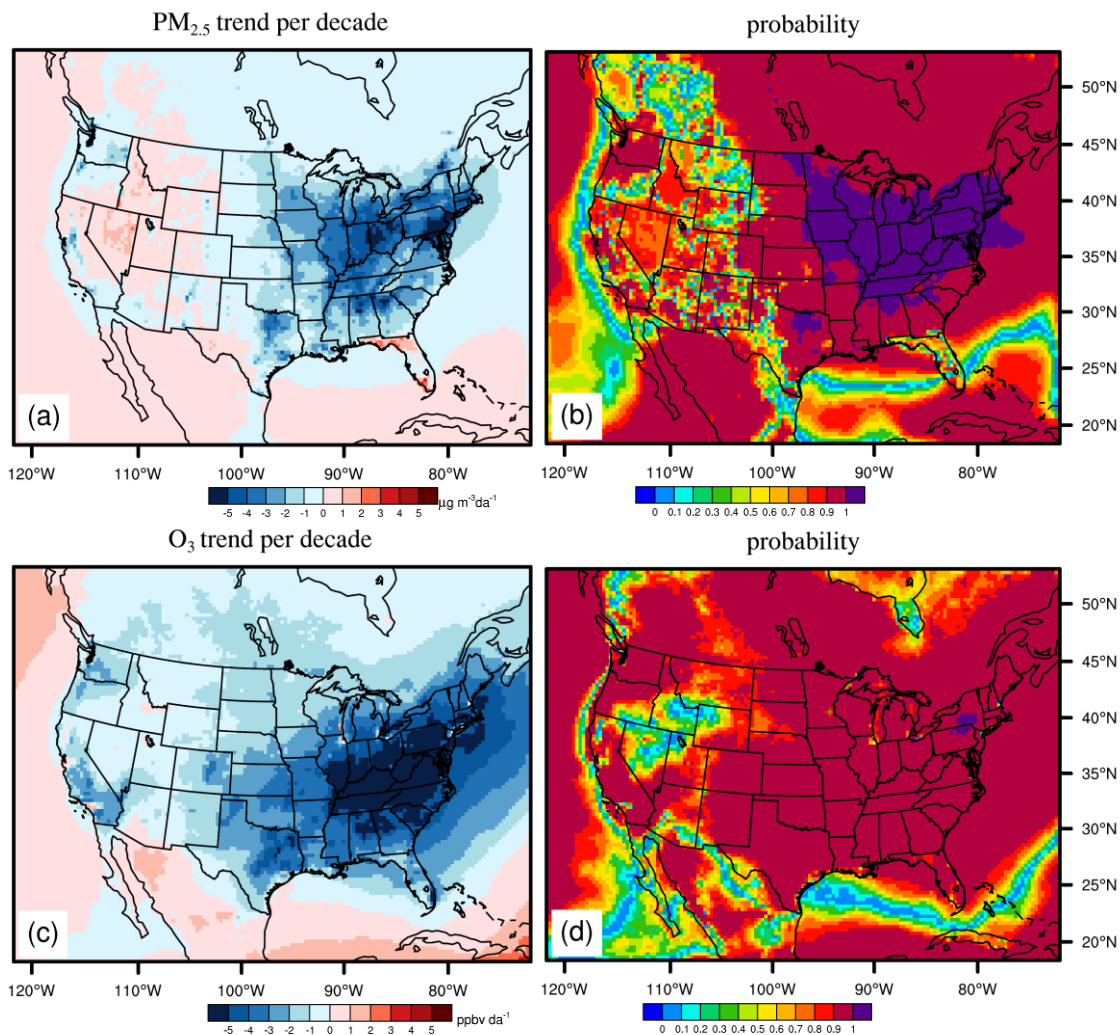 PM2.5 trend per decade
probability
50°N
45°N
40°N
35°N
30°N
25°N
20°N
(a)
(b)
120°W 110°W 100°W 90°W 80°W
120°W 110°W 100°W 90°W 80°W
-5 -4 -3 -2 -1 0 1 2 3 4 5
μg m⁻³da⁻¹
0 0.1 0.2 0.3 0.4 0.5 0.6 0.7 0.8 0.9 1
O3 trend per decade
probability
50°N
45°N
40°N
35°N
30°N
25°N
20°N
(c)
(d)
120°W 110°W 100°W 90°W 80°W
120°W 110°W 100°W 90°W 80°W
-5 -4 -3 -2 -1 0 1 2 3 4 5
ppbv da⁻¹
0 0.1 0.2 0.3 0.4 0.5 0.6 0.7 0.8 0.9 1